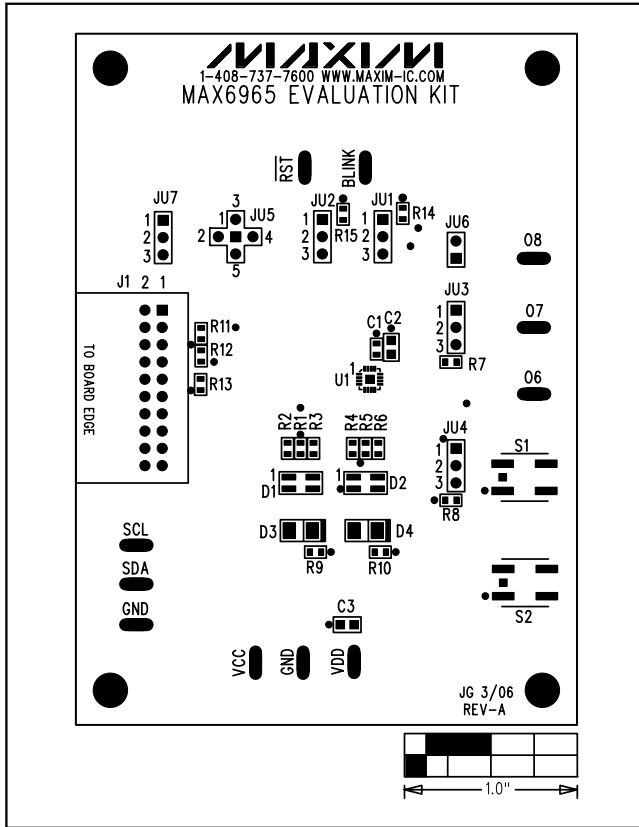 MAXIM
1-408-737-7600 WWW.MAXIM-IC.COM
MAX6965 EVALUATION KIT
RST
BLINK
JU7
1
2
3
3
1
JU5
2
4
5
JU2
1
2
3
R15
JU1
1
2
3
R14
JU6
O8
J1 2 1
TO BOARD EDGE
R11
R12
R13
C1
C2
1
U1
JU3
1
2
3
R7
O7
O6
R2
R1
R3
R4
R5
R6
JU4
1
2
3
R8
S1
1
D1
1
D2
D3
D4
R9
R10
SCL
SDA
GND
S2
C3
VCC
GND
VDD
JG 3/06
REV-A
1.0"